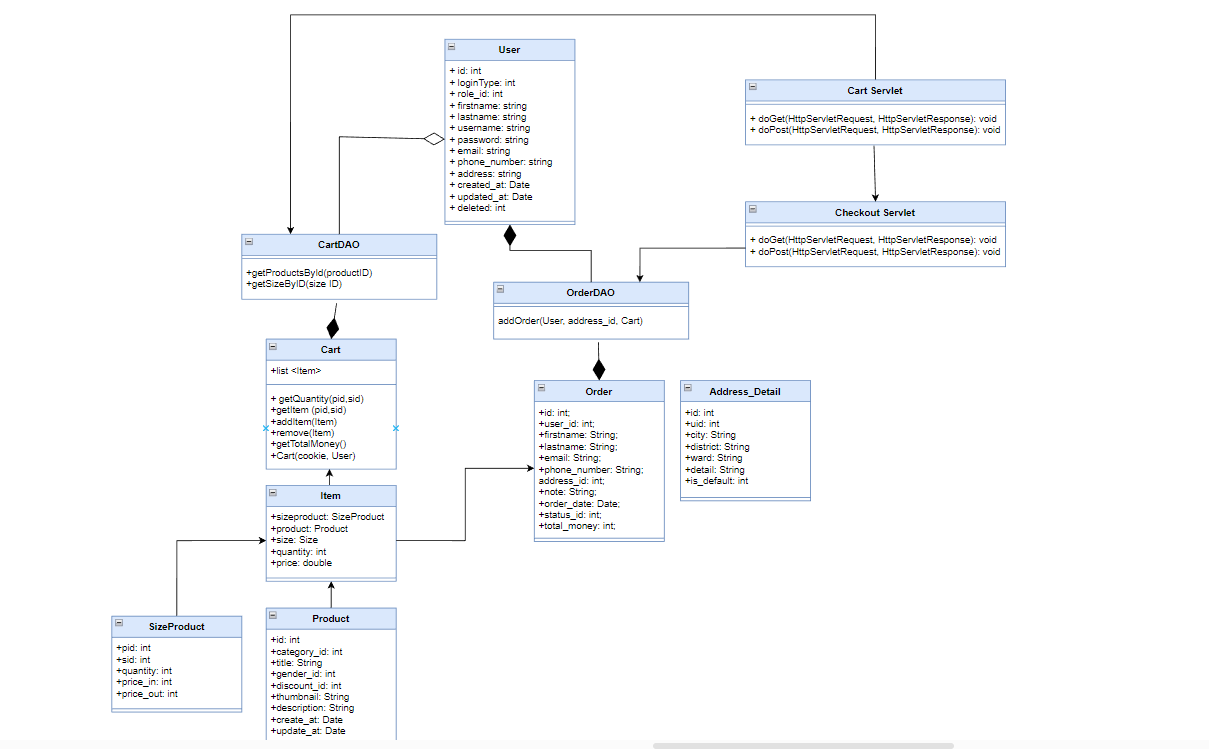 User
+ id: int
+ loginType: int
+ role_id: int
+ firstname: string
+ lastname: string
+ username: string
+ password: string
+ email: string
+ phone_number: string
+ address: string
+ created_at: Date
+ updated_at: Date
+ deleted: int
Cart Servlet
+ doGet(HttpServletRequest, HttpServletResponse): void
+ doPost(HttpServletRequest, HttpServletResponse): void
Checkout Servlet
+ doGet(HttpServletRequest, HttpServletResponse): void
+ doPost(HttpServletRequest, HttpServletResponse): void
CartDAO
+getProductsById(productID)
+getSizeByID(size ID)
OrderDAO
addOrder(User, address_id, Cart)
Cart
+list <Item>
+ getQuantity(pid,sid)
+getItem (pid,sid)
+addItem(Item)
+remove(Item)
+getTotalMoney()
+Cart(cookie, User)
Order
+id: int;
+user_id: int;
+firstname: String;
+lastname: String;
+email: String;
+phone_number: String;
address_id: int;
+note: String;
+order_date: Date;
+status_id: int;
+total_money: int;
Address_Detail
+id: int
+uid: int
+city: String
+district: String
+ward: String
+detail: String
+is_default: int
Item
+sizeproduct: SizeProduct
+product: Product
+size: Size
+quantity: int
+price: double
SizeProduct
+pid: int
+sid: int
+quantity: int
+price_in: int
+price_out: int
Product
+id: int
+category_id: int
+title: String
+gender_id: int
+discount_id: int
+thumbnail: String
+description: String
+create_at: Date
+update_at: Date